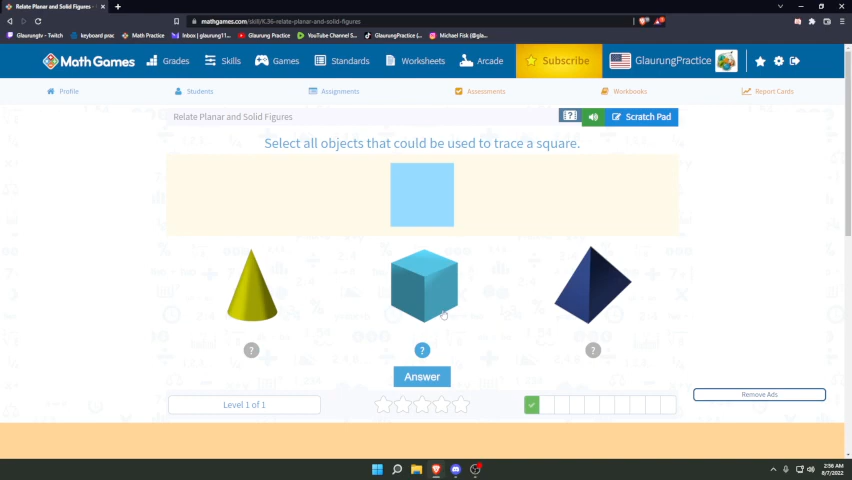 Relate Planar and Solid Figures -
mathgames.com/skill/K36-relate-planar-and-solid-figures
Glaurungtv - Twitch keyboard prac Math Practice Inbox | glaurung11... Glaurung Practice YouTube Channel S... GlaurungPractice (... Michael Fisk (@gla...
Math Games Grades Skills Games Standards Worksheets Arcade Subscribe GlaurungPractice
Profile Students Assignments Assessments Workbooks Report Cards
Relate Planar and Solid Figures Scratch Pad
Select all objects that could be used to trace a square.
? ? ?
Answer
Level 1 of 1
Remove Ads
2:56 AM
8/7/2022